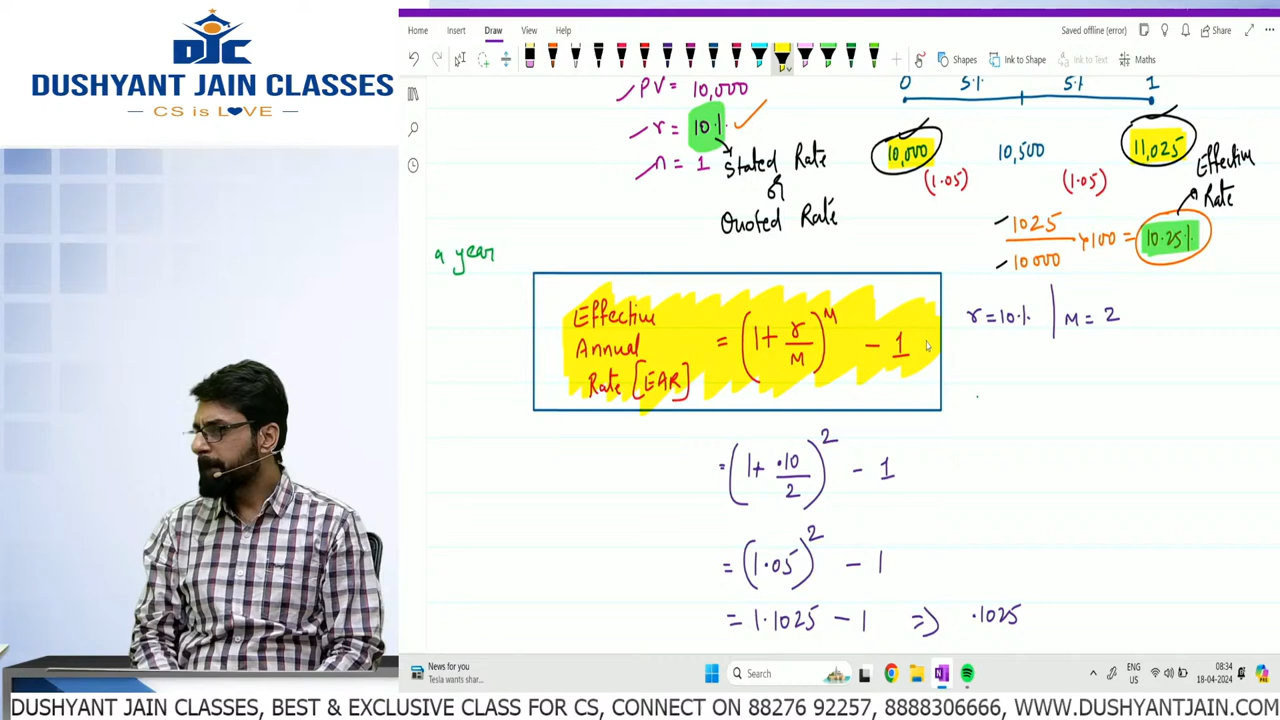 DJC
DUSHYANT JAIN CLASSES
CS is LOVE
Home Insert Draw View Help
Saved offline (error)
Share
Shapes
Ink to Shape
Ink to Text
Maths
PV = 10,000
r = 10%
n = 1
Stated Rate
or
Quoted Rate
0 5% 5% 1
10,000 10,500 11,025
(1.05) (1.05)
Effective
Rate
1025
10000
×100 = 10.25%
a year
Effective
Annual
Rate [EAR]
= (1 + r/M)^M - 1
r = 10% | M = 2
= (1 + .10/2)^2 - 1
= (1.05)^2 - 1
= 1.1025 - 1 => .1025
News for you
Tesla wants shar...
Search
ENG
US
08:34
18-04-2024
DUSHYANT JAIN CLASSES, BEST & EXCLUSIVE CLASS FOR CS, CONNECT ON 88276 92257, 8888306666, WWW.DUSHYANTJAIN.COM